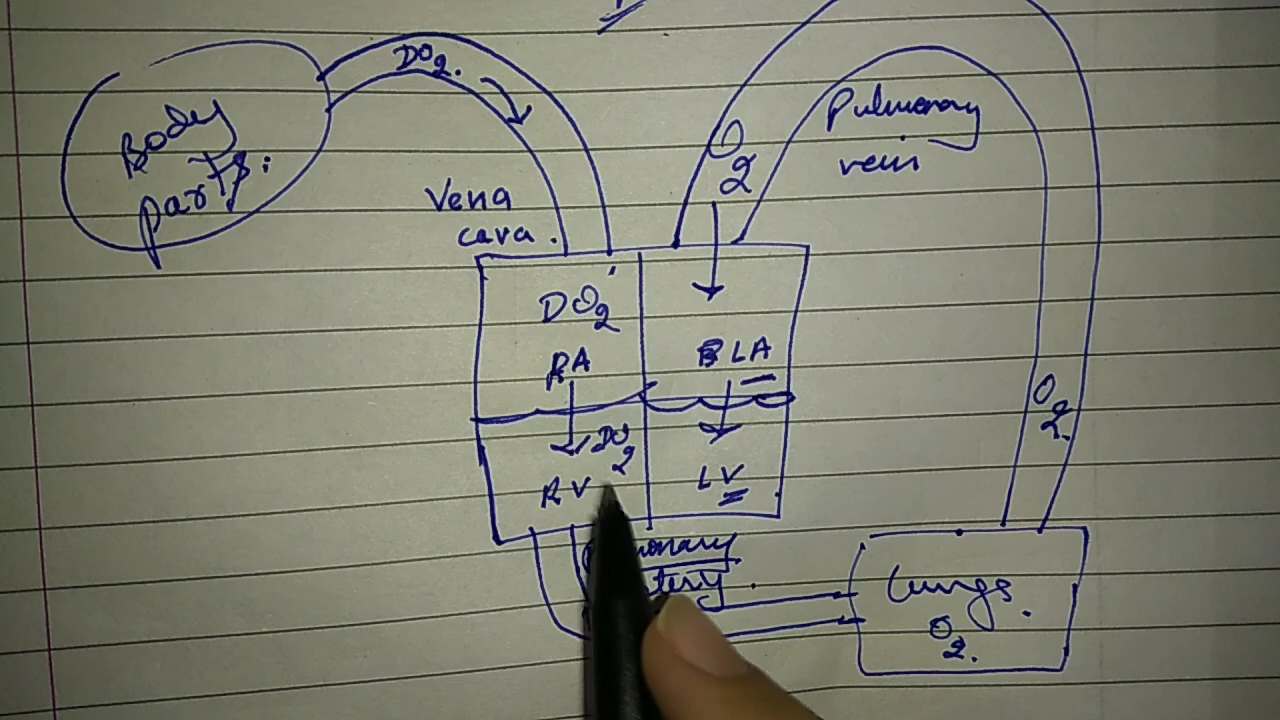 DO2.
Body
parts.
Vena
cava.
O2
Pulmonary
vein
DO2
RA
LA
DO2
RV
LV
O2.
Lungs.
O2.